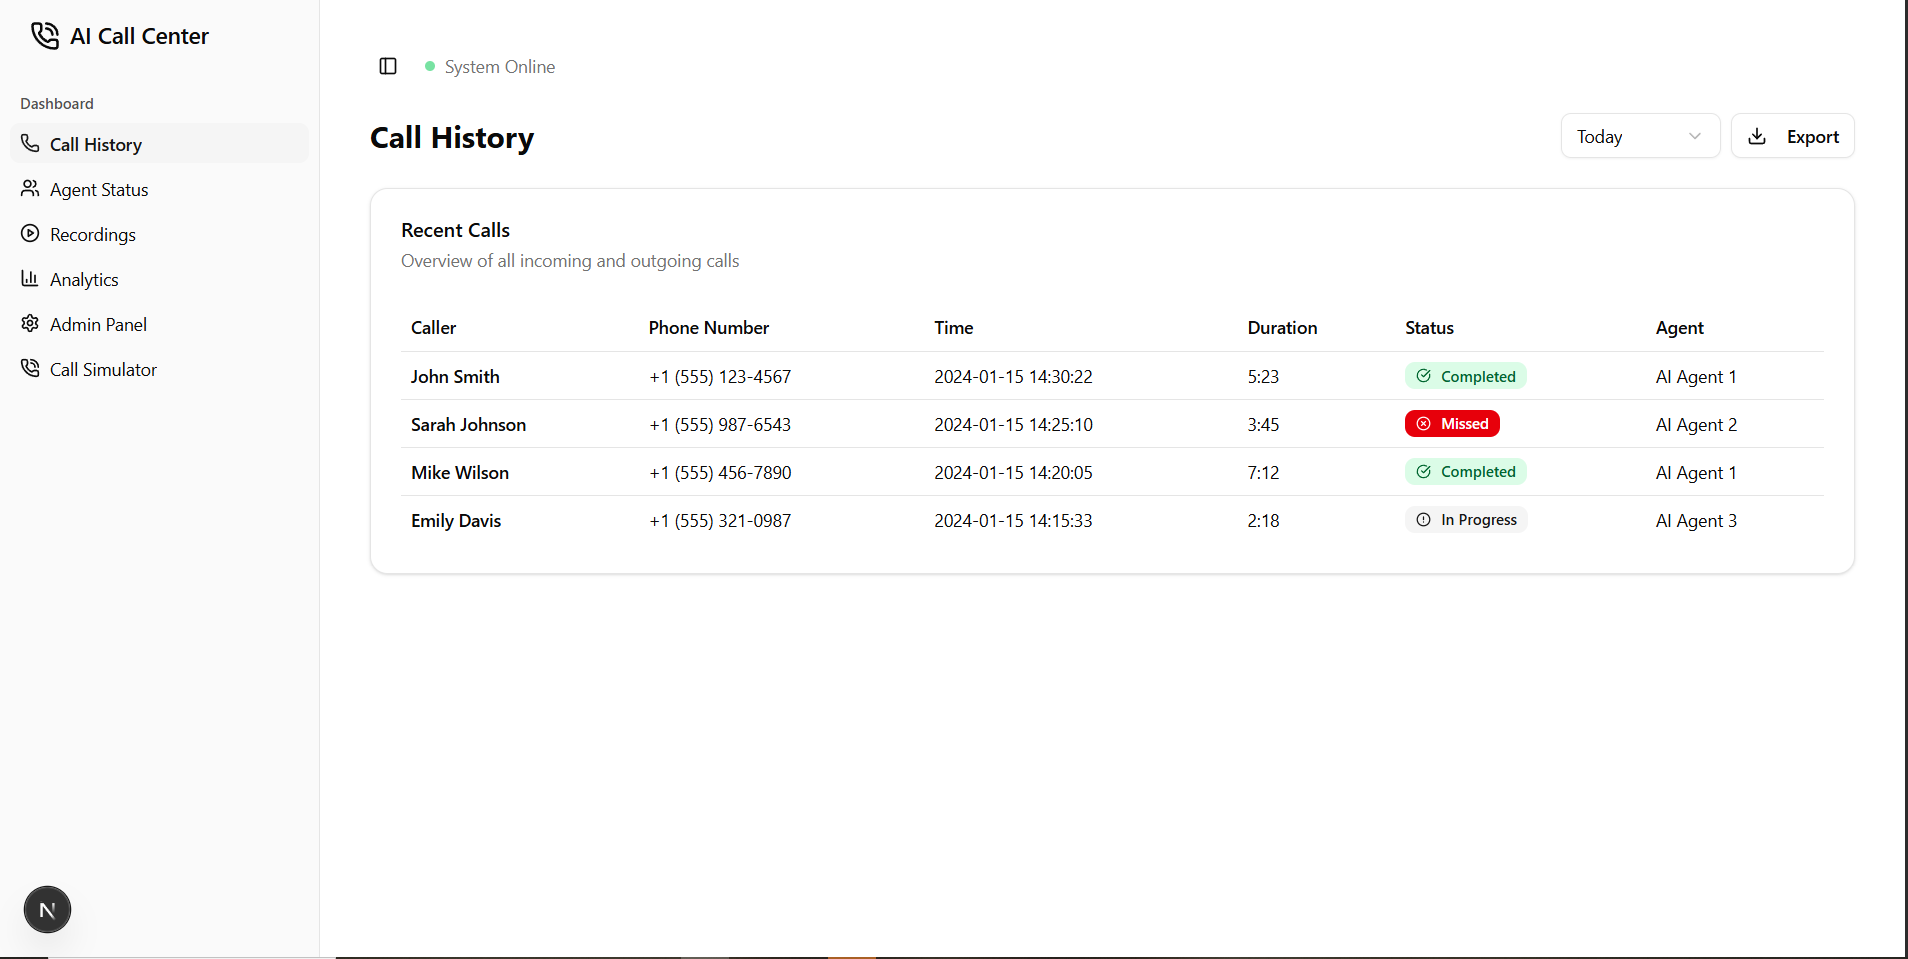 AI Call Center
Dashboard
Call History
Agent Status
Recordings
Analytics
Admin Panel
Call Simulator
N
System Online
Call History
Today
Export
Recent Calls
Overview of all incoming and outgoing calls
Caller Phone Number Time Duration Status Agent
John Smith +1 (555) 123-4567 2024-01-15 14:30:22 5:23 Completed AI Agent 1
Sarah Johnson +1 (555) 987-6543 2024-01-15 14:25:10 3:45 Missed AI Agent 2
Mike Wilson +1 (555) 456-7890 2024-01-15 14:20:05 7:12 Completed AI Agent 1
Emily Davis +1 (555) 321-0987 2024-01-15 14:15:33 2:18 In Progress AI Agent 3